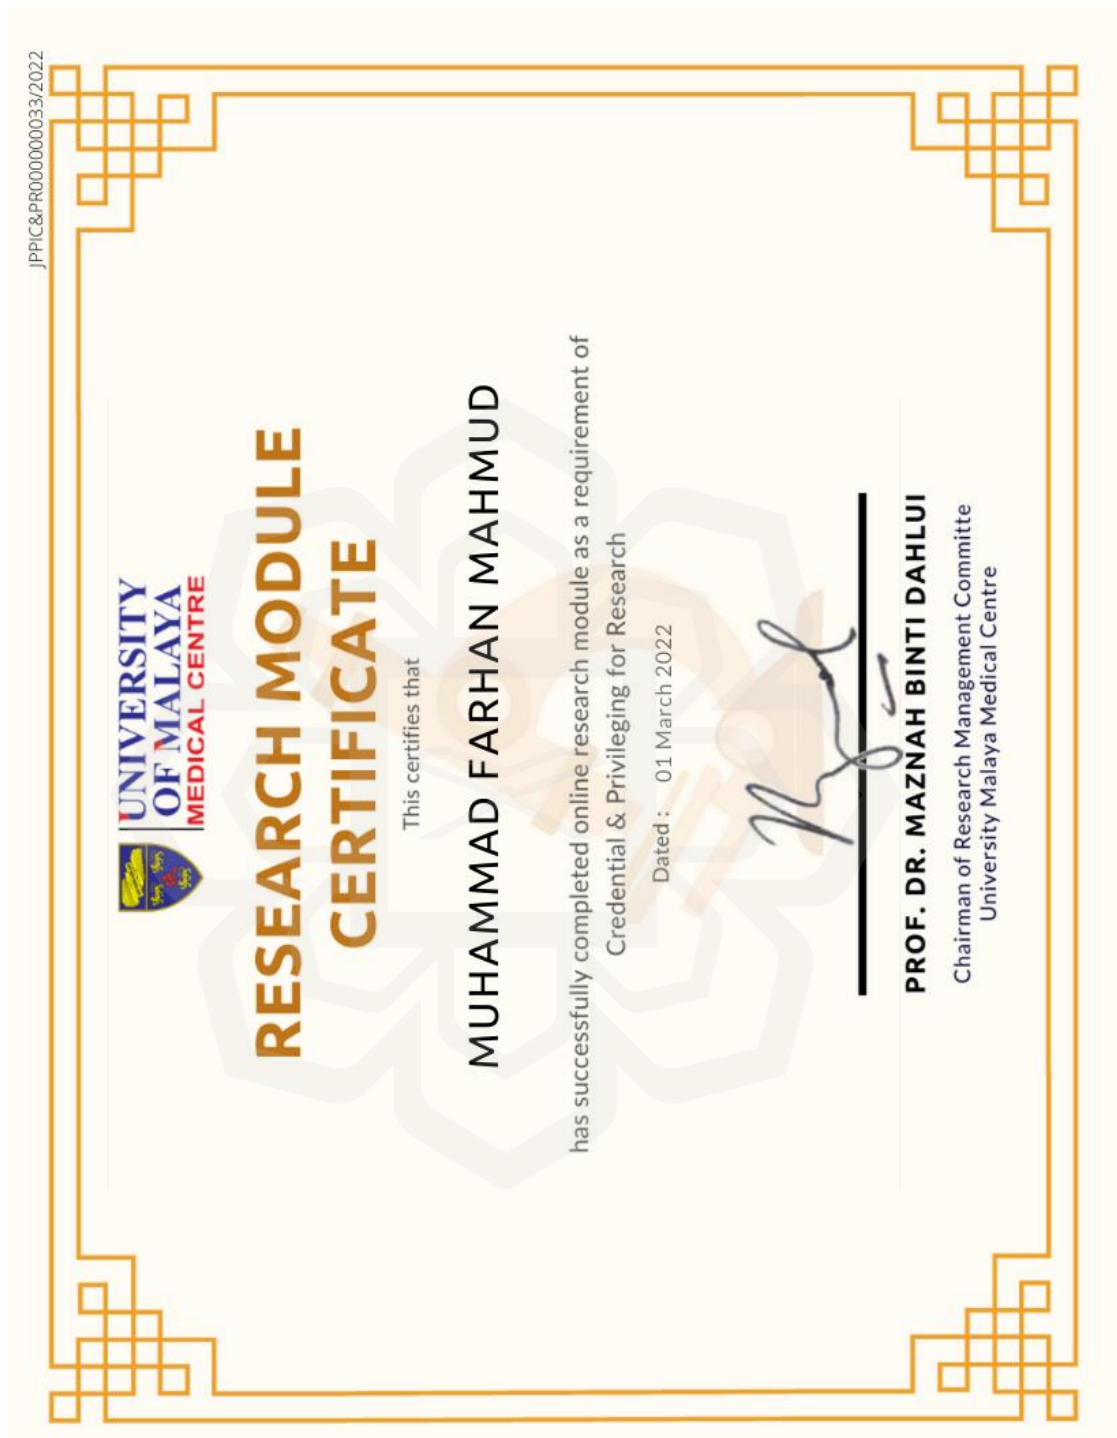 JPPIC&PR000000033/2022
UNIVERSITY
OF MALAYA
MEDICAL CENTRE
RESEARCH MODULE
CERTIFICATE
This certifies that
MUHAMMAD FARHAN MAHMUD
has successfully completed online research module as a requirement of
Credential & Privileging for Research
Dated : 01 March 2022
PROF. DR. MAZNAH BINTI DAHLUI
Chairman of Research Management Committe
University Malaya Medical Centre